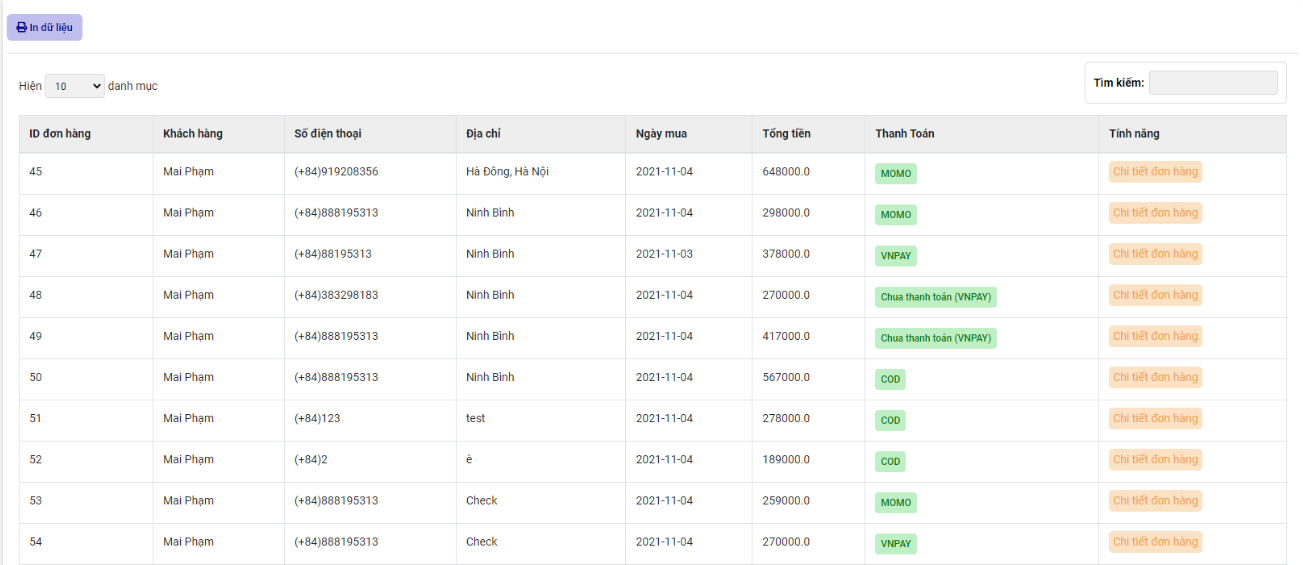 In dữ liệu
Hiện 10 danh mục
Tìm kiếm:
ID đơn hàng Khách hàng Số điện thoại Địa chỉ Ngày mua Tổng tiền Thanh Toán Tính năng
45 Mai Phạm (+84)919208356 Hà Đông, Hà Nội 2021-11-04 648000.0 MOMO Chi tiết đơn hàng
46 Mai Phạm (+84)888195313 Ninh Bình 2021-11-04 298000.0 MOMO Chi tiết đơn hàng
47 Mai Phạm (+84)88195313 Ninh Bình 2021-11-03 378000.0 VNPAY Chi tiết đơn hàng
48 Mai Phạm (+84)383298183 Ninh Bình 2021-11-04 270000.0 Chua thanh toán (VNPAY) Chi tiết đơn hàng
49 Mai Phạm (+84)888195313 Ninh Bình 2021-11-04 417000.0 Chua thanh toán (VNPAY) Chi tiết đơn hàng
50 Mai Phạm (+84)888195313 Ninh Bình 2021-11-04 567000.0 COD Chi tiết đơn hàng
51 Mai Phạm (+84)123 test 2021-11-04 278000.0 COD Chi tiết đơn hàng
52 Mai Phạm (+84)2 è 2021-11-04 189000.0 COD Chi tiết đơn hàng
53 Mai Phạm (+84)888195313 Check 2021-11-04 259000.0 MOMO Chi tiết đơn hàng
54 Mai Phạm (+84)888195313 Check 2021-11-04 270000.0 VNPAY Chi tiết đơn hàng